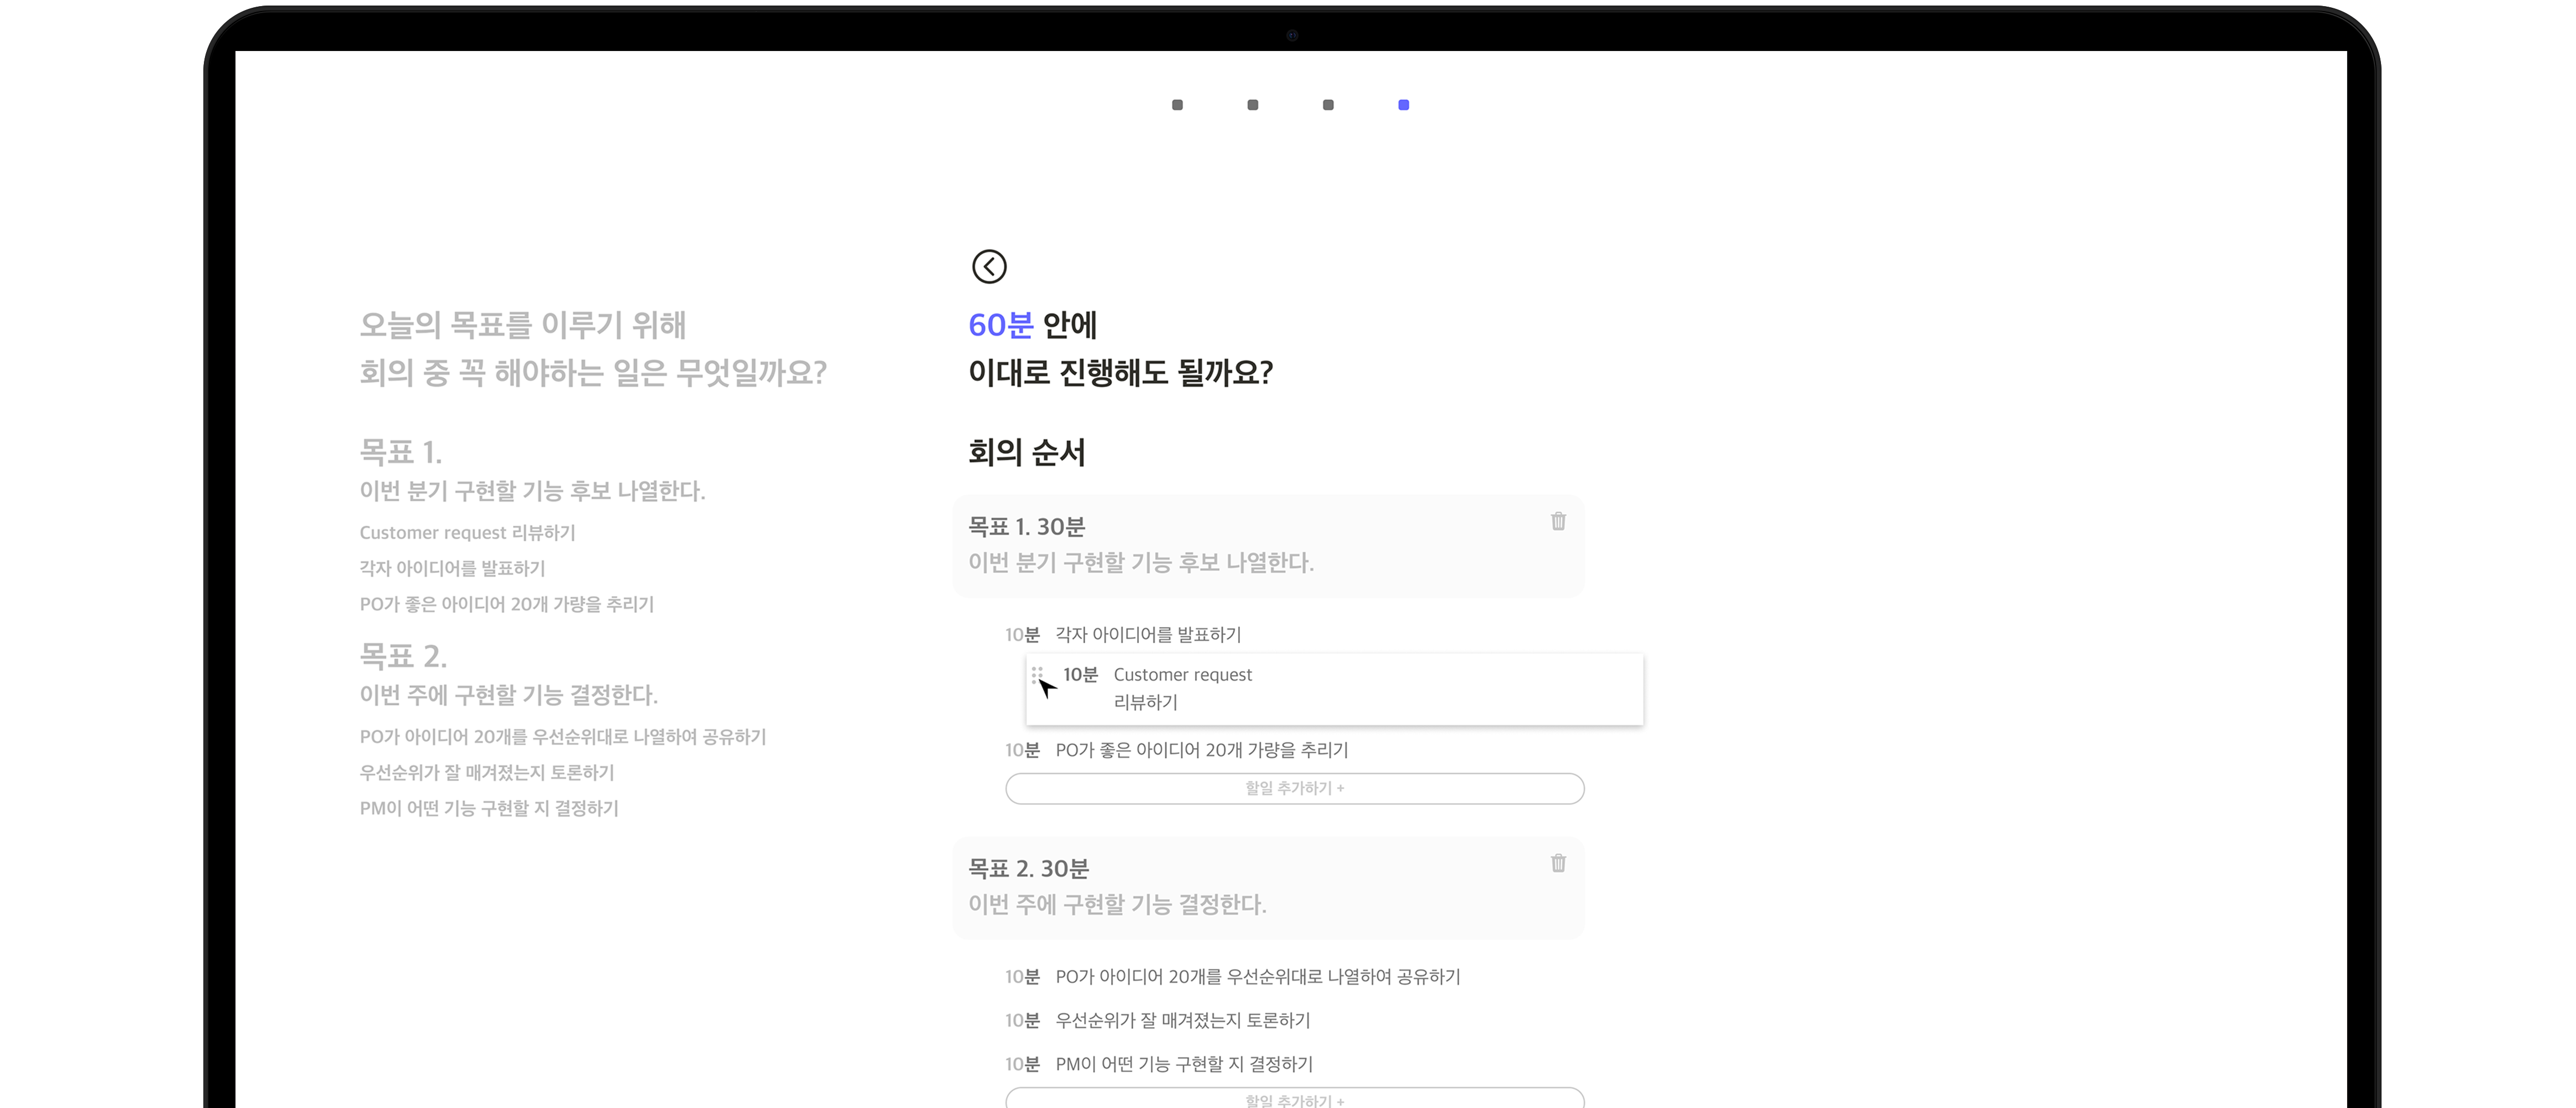 오늘의 목표를 이루기 위해
회의 중 꼭 해야하는 일은 무엇일까요?
목표 1.
이번 분기 구현할 기능 후보 나열한다.
Customer request 리뷰하기
각자 아이디어를 발표하기
PO가 좋은 아이디어 20개 가량을 추리기
목표 2.
이번 주에 구현할 기능 결정한다.
PO가 아이디어 20개를 우선순위대로 나열하여 공유하기
우선순위가 잘 매겨졌는지 토론하기
PM이 어떤 기능 구현할 지 결정하기
60분 안에
이대로 진행해도 될까요?
회의 순서
목표 1. 30분
이번 분기 구현할 기능 후보 나열한다.
10분 각자 아이디어를 발표하기
10분 Customer request
리뷰하기
10분 PO가 좋은 아이디어 20개 가량을 추리기
할일 추가하기 +
목표 2. 30분
이번 주에 구현할 기능 결정한다.
10분 PO가 아이디어 20개를 우선순위대로 나열하여 공유하기
10분 우선순위가 잘 매겨졌는지 토론하기
10분 PM이 어떤 기능 구현할 지 결정하기
할일 추가하기 +